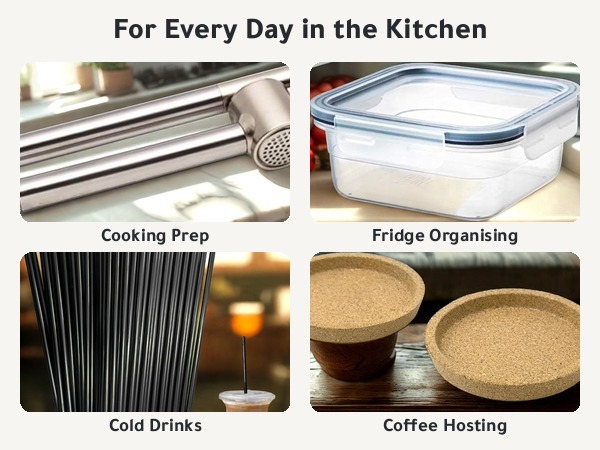 For Every Day in the Kitchen
Cooking Prep
Fridge Organising
Cold Drinks
Coffee Hosting